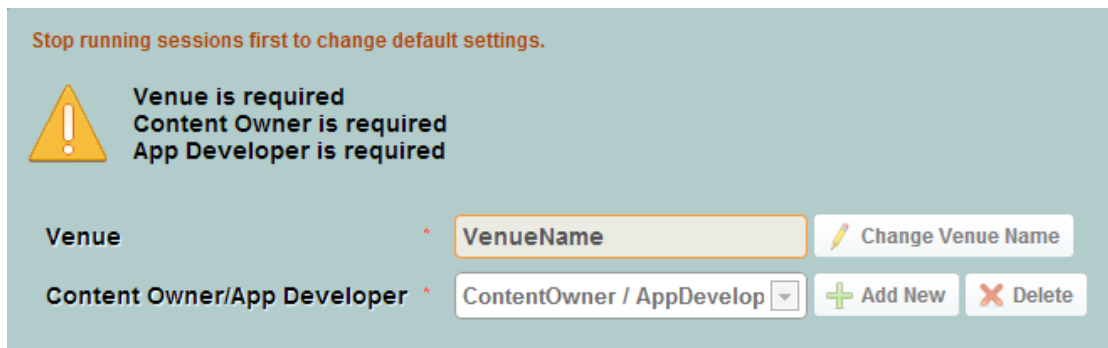 Stop running sessions first to change default settings.
Venue is required
Content Owner is required
App Developer is required
Venue * VenueName Change Venue Name
Content Owner/App Developer * ContentOwner / AppDevelop Add New Delete